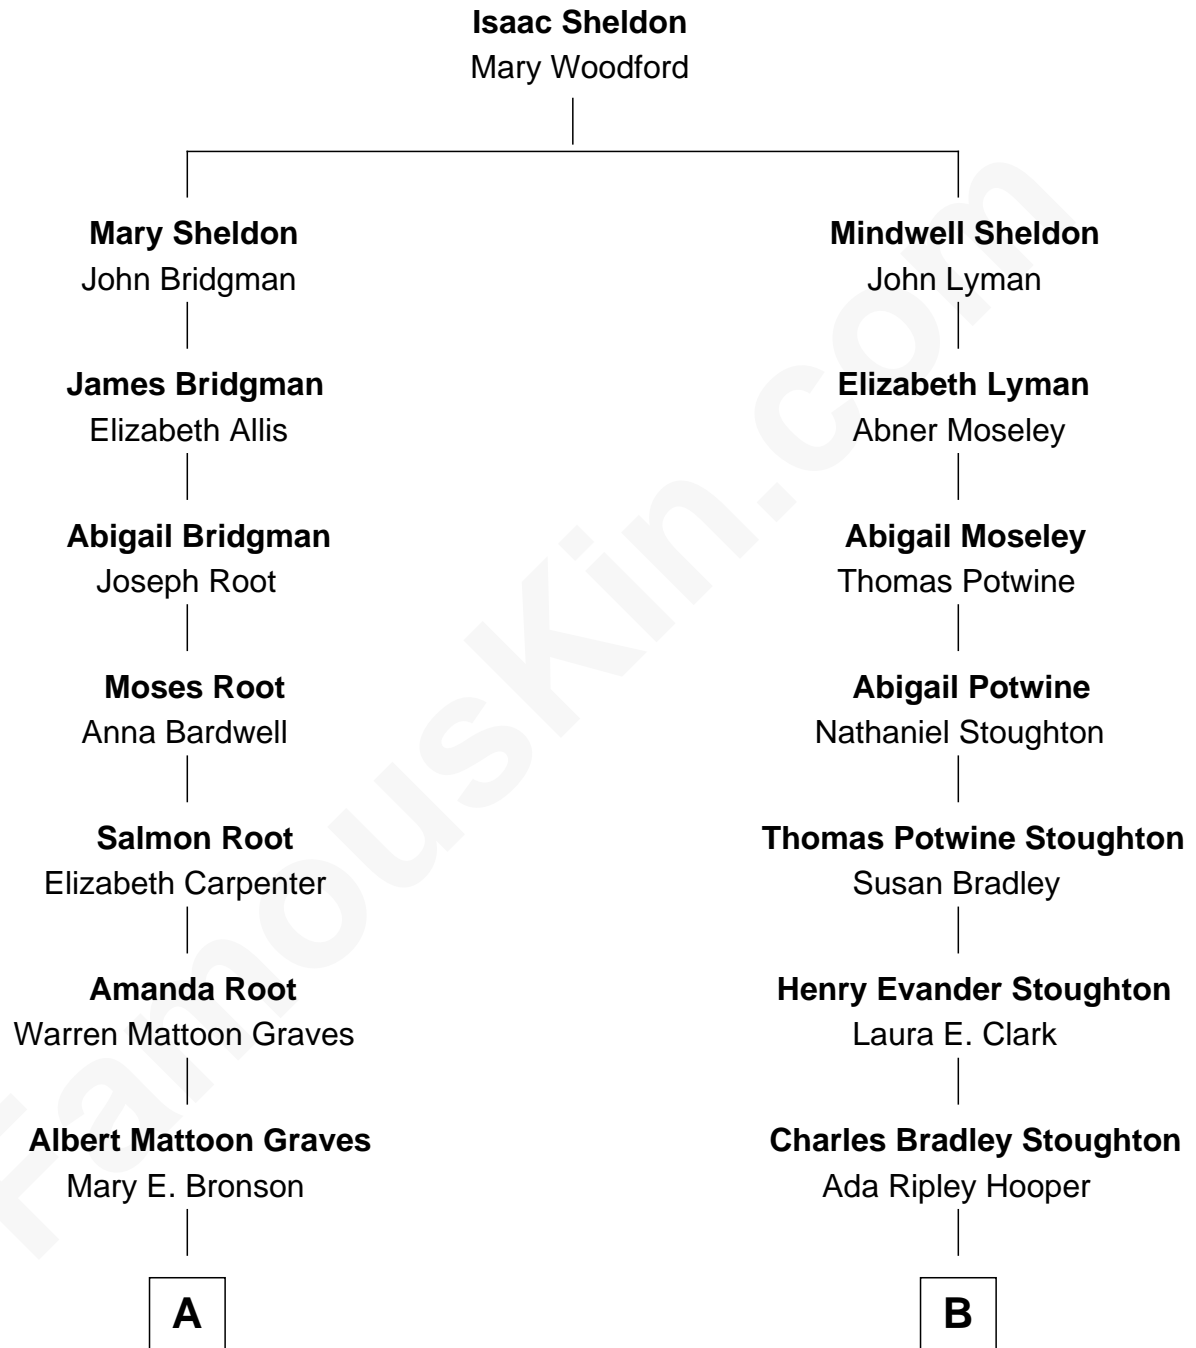 Isaac Sheldon
Mary Woodford
Mary Sheldon
John Bridgman
Mindwell Sheldon
John Lyman
James Bridgman
Elizabeth Allis
Elizabeth Lyman
Abner Moseley
Abigail Bridgman
Joseph Root
Abigail Moseley
Thomas Potwine
Moses Root
Anna Bardwell
Abigail Potwine
Nathaniel Stoughton
Salmon Root
Elizabeth Carpenter
Thomas Potwine Stoughton
Susan Bradley
Amanda Root
Warren Mattoon Graves
Henry Evander Stoughton
Laura E. Clark
Albert Mattoon Graves
Mary E. Bronson
Charles Bradley Stoughton
Ada Ripley Hooper
A
B
FamousKin.com